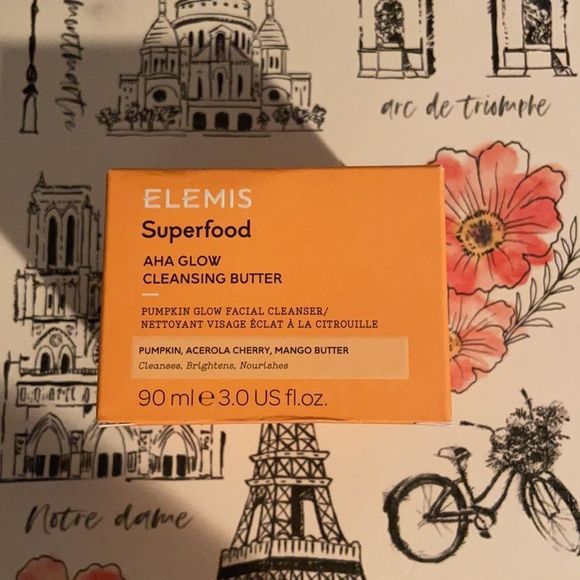 montmartre
arc de triomphe
ELEMIS
Superfood
AHA GLOW
CLEANSING BUTTER
PUMPKIN GLOW FACIAL CLEANSER/
NETTOYANT VISAGE ÉCLAT À LA CITROUILLE
PUMPKIN, ACEROLA CHERRY, MANGO BUTTER
Cleanses, Brightens, Nourishes
90 ml e 3.0 US fl.oz.
Notre dame